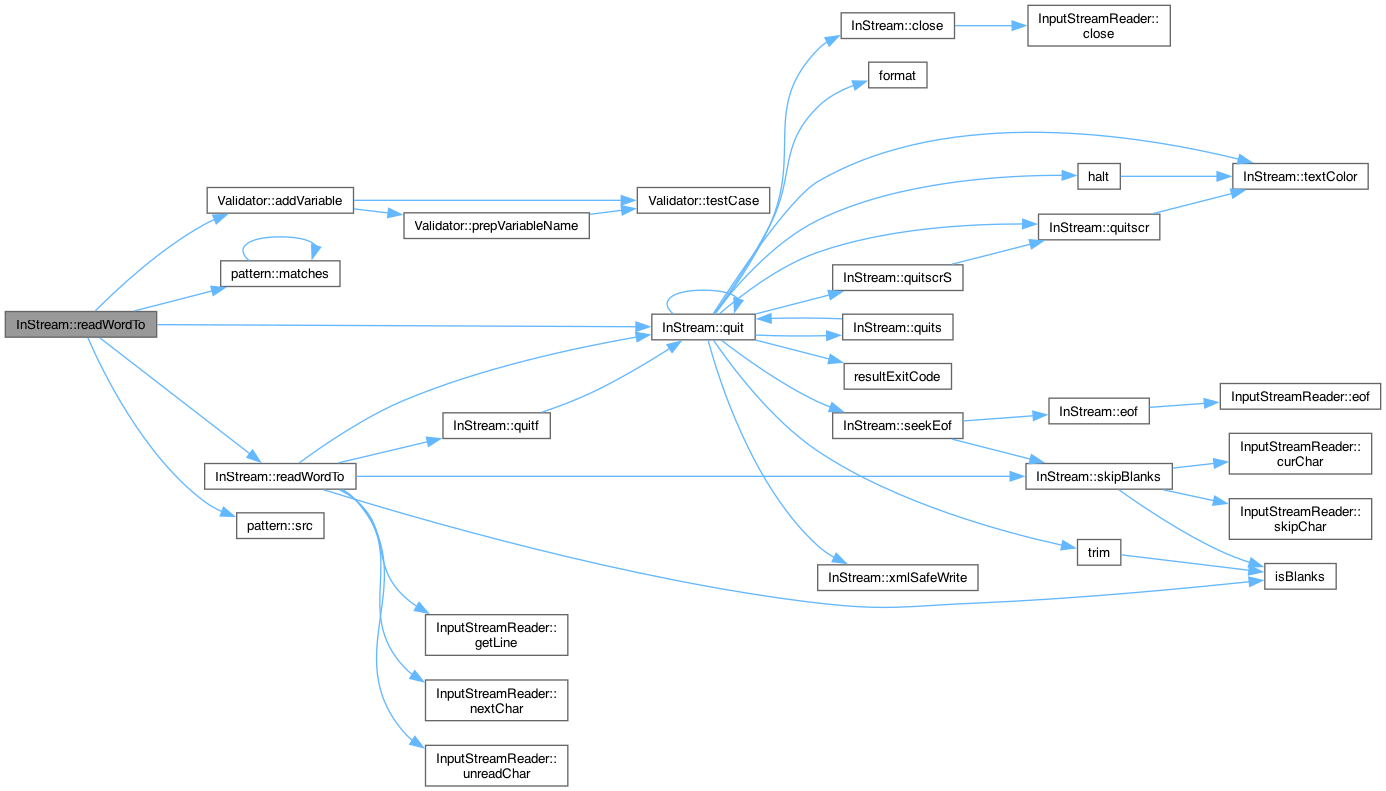 InStream::close
InputStreamReader::
close
format
halt
InStream::textColor
Validator::addVariable
Validator::testCase
Validator::prepVariableName
InStream::quitscr
pattern::matches
InStream::quitscrS
InStream::readWordTo
InStream::quit
InStream::quits
resultExitCode
InStream::quitf
InStream::seekEof
InStream::eof
InputStreamReader::eof
InputStreamReader::
curChar
InStream::readWordTo
InStream::skipBlanks
InputStreamReader::
skipChar
pattern::src
trim
InStream::xmlSafeWrite
isBlanks
InputStreamReader::
getLine
InputStreamReader::
nextChar
InputStreamReader::
unreadChar